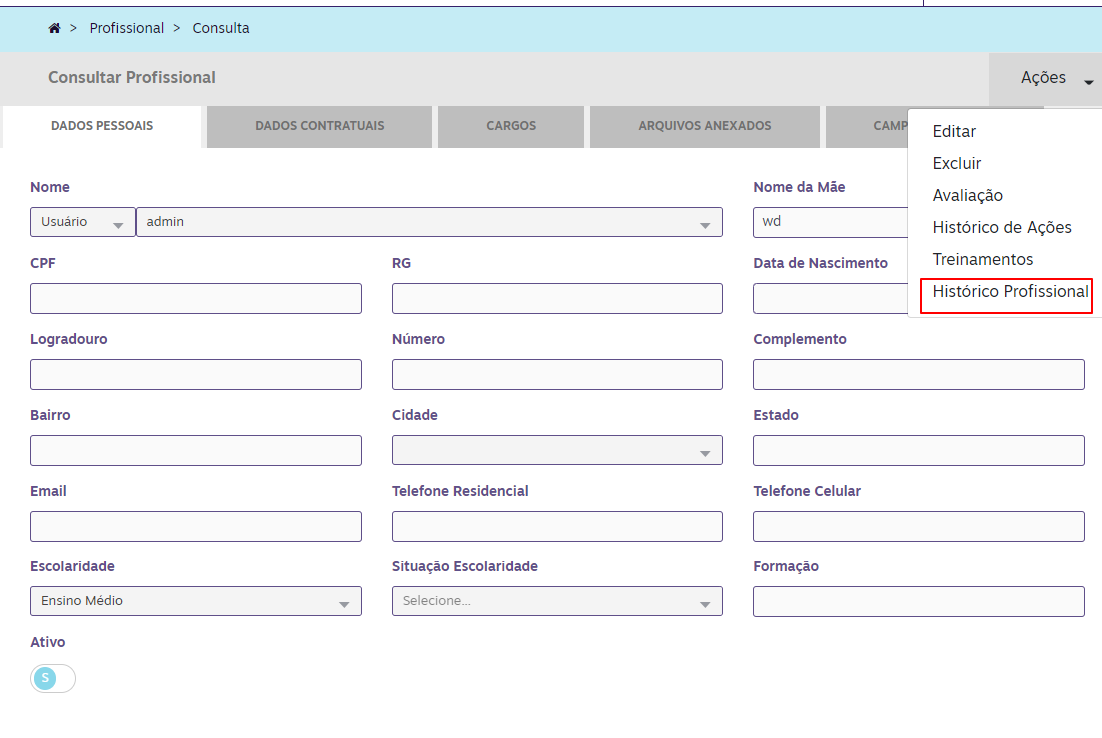 > Profissional > Consulta
Consultar Profissional
Ações
DADOS PESSOAIS
DADOS CONTRATUAIS
CARGOS
ARQUIVOS ANEXADOS
CAMP
Editar
Excluir
Avaliação
Histórico de Ações
Treinamentos
Histórico Profissional
Nome
Nome da Mãe
Usuário
admin
wd
CPF
RG
Data de Nascimento
Logradouro
Número
Complemento
Bairro
Cidade
Estado
Email
Telefone Residencial
Telefone Celular
Escolaridade
Situação Escolaridade
Formação
Ensino Médio
Selecione...
Ativo
S